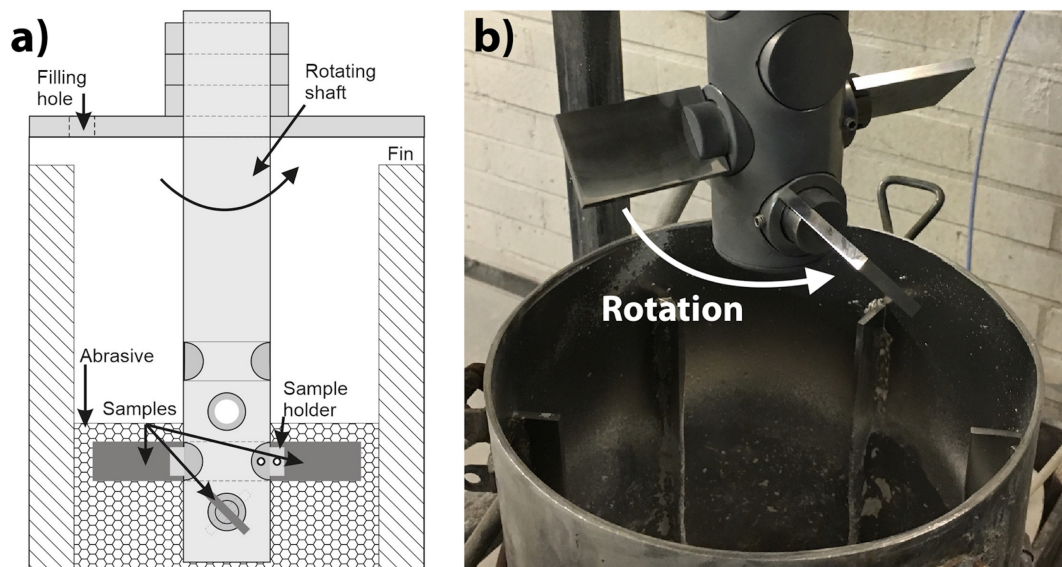 a)
Filling
hole
Rotating
shaft
Fin
Abrasive
Samples
Sample
holder
b)
Rotation